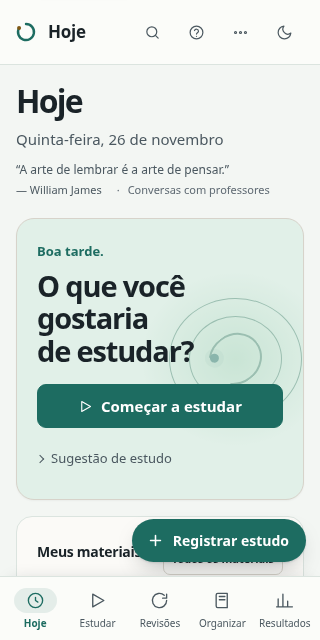 Hoje
Hoje
Quinta-feira, 26 de novembro
“A arte de lembrar é a arte de pensar.”
— William James · Conversas com professores
Boa tarde.
O que você
gostaria
de estudar?
Começar a estudar
Sugestão de estudo
Registrar estudo
Meus materiais
Hoje
Estudar
Revisões
Organizar
Resultados